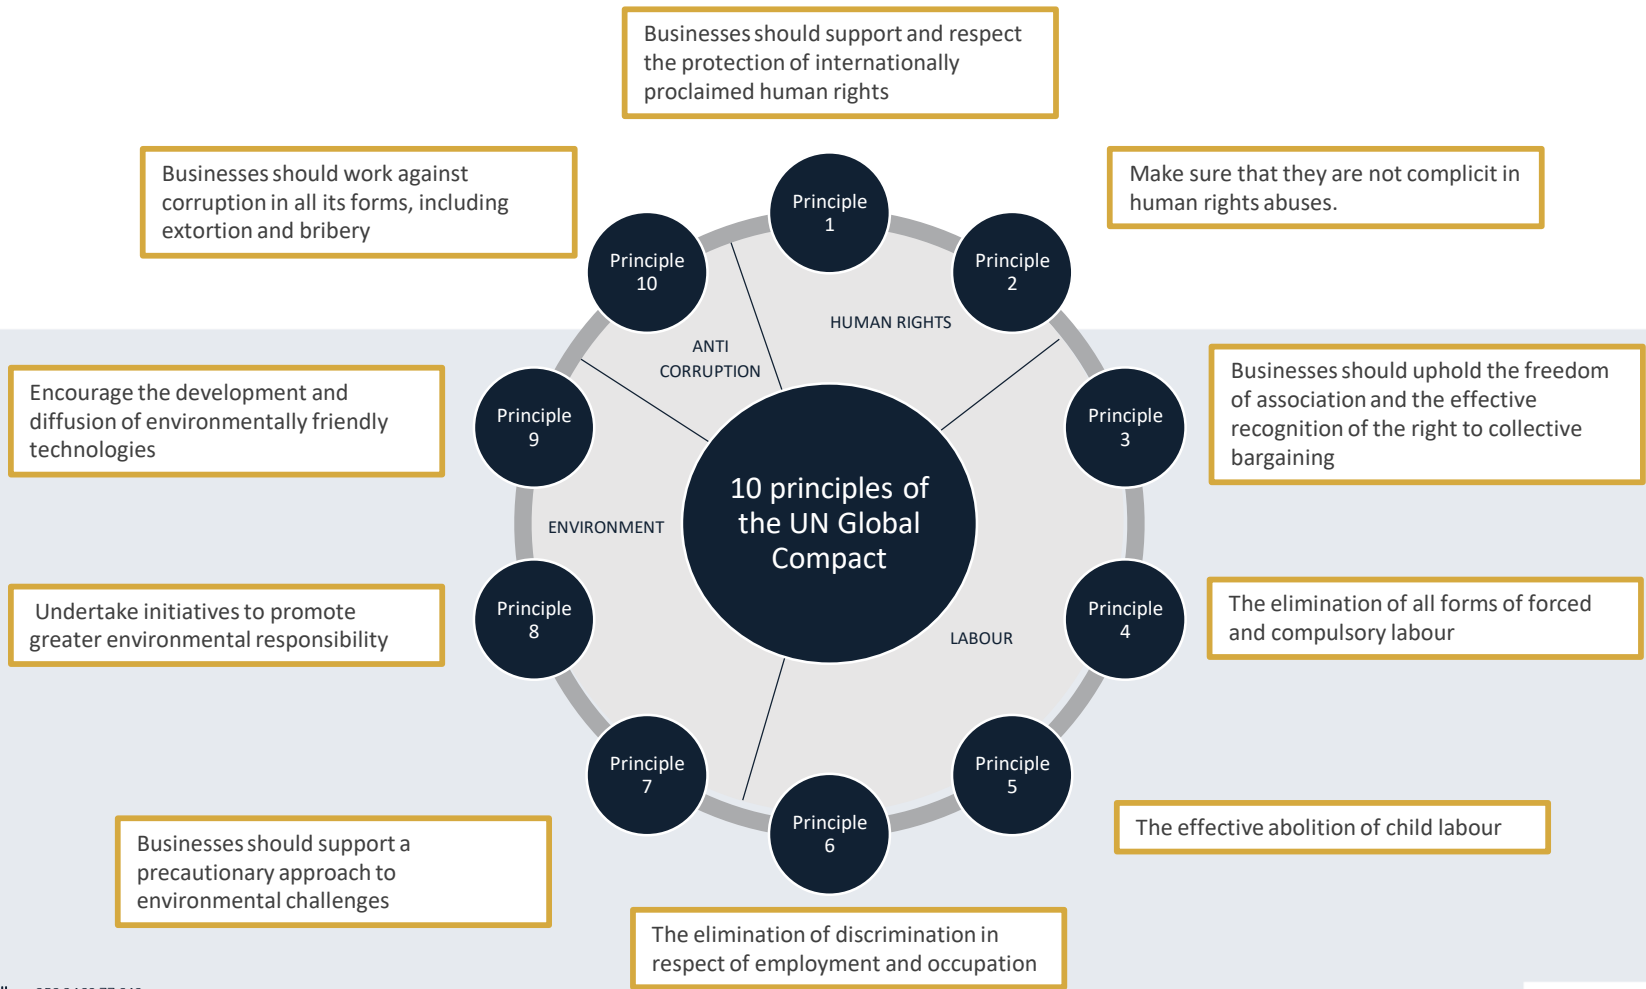 Businesses should support and respect
the protection of internationally
proclaimed human rights
Businesses should work against
corruption in all its forms, including
extortion and bribery
Make sure that they are not complicit in
human rights abuses.
Principle
1
Principle
10
Principle
2
HUMAN RIGHTS
ANTI
CORRUPTION
Encourage the development and
diffusion of environmentally friendly
technologies
Principle
9
Principle
3
Businesses should uphold the freedom
of association and the effective
recognition of the right to collective
bargaining
10 principles of
the UN Global
Compact
ENVIRONMENT
Undertake initiatives to promote
greater environmental responsibility
Principle
8
LABOUR
Principle
4
The elimination of all forms of forced
and compulsory labour
Principle
7
Principle
5
Principle
6
Businesses should support a
precautionary approach to
environmental challenges
The effective abolition of child labour
The elimination of discrimination in
respect of employment and occupation